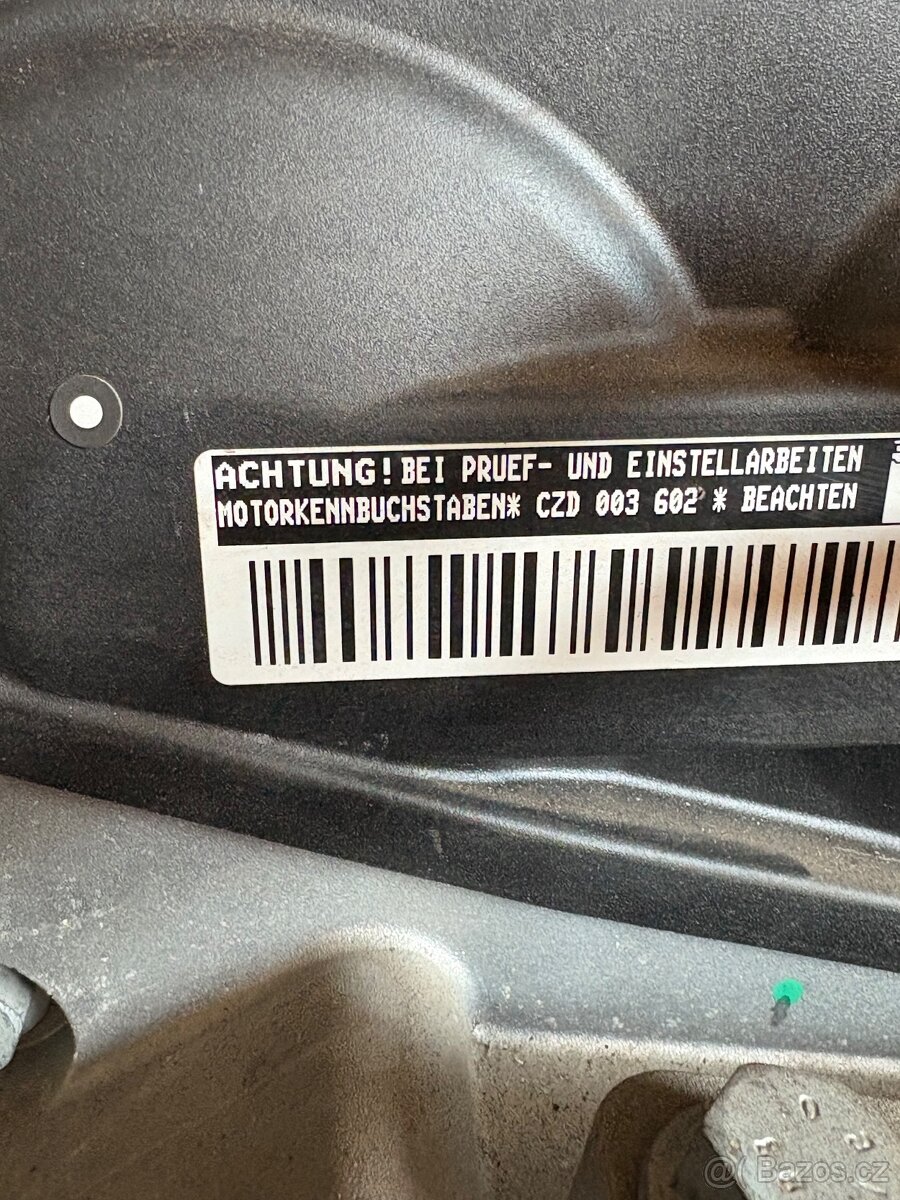 ACHTUNG! BEI PRUEF- UND EINSTELLARBEITEN
MOTORKENNBUCHSTABEN* CZD 003 602 * BEACHTEN
Bazos.cz